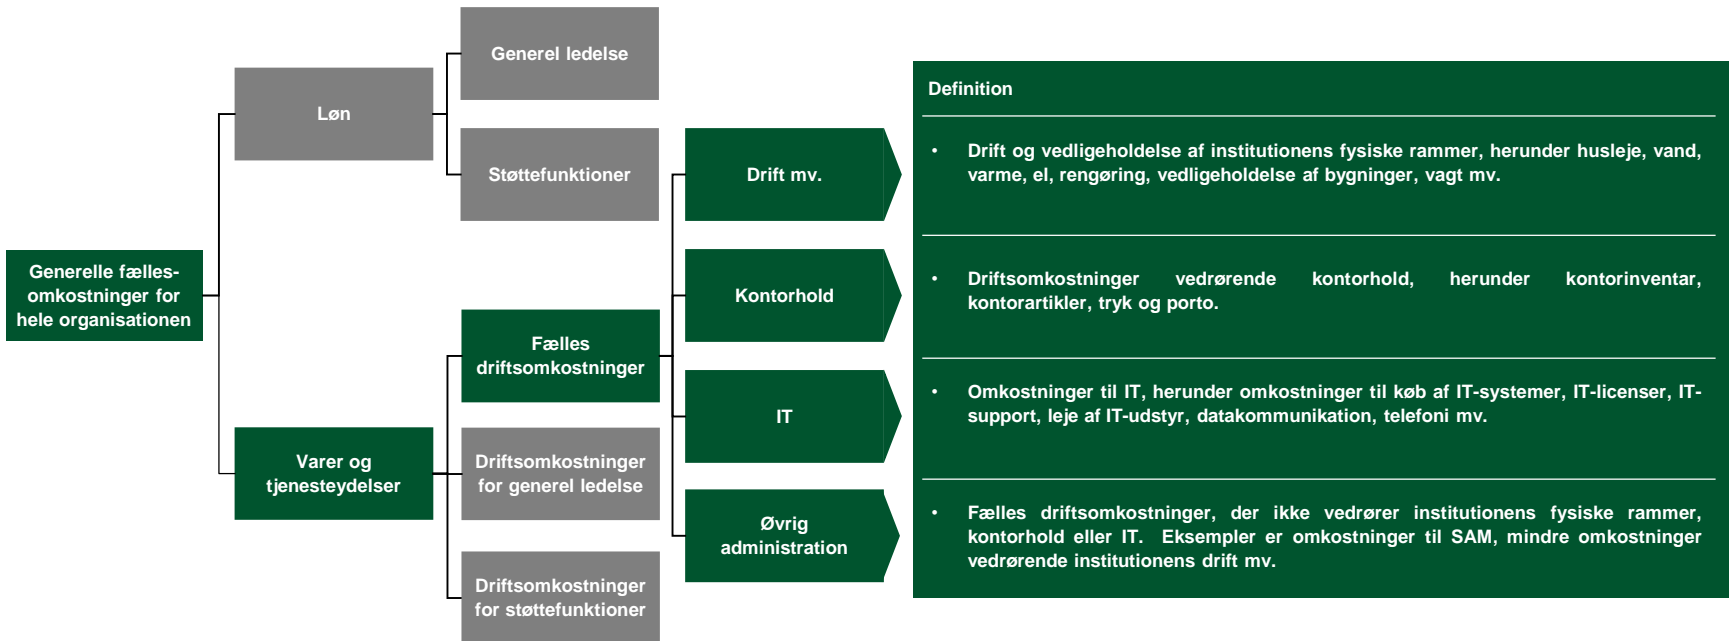 Generelle fælles-
omkostninger for
hele organisationen
Løn
Varer og
tjenesteydelser
Generel ledelse
Støttefunktioner
Fælles
driftsomkostninger
Driftsomkostninger
for generel ledelse
Driftsomkostninger
for støttefunktioner
Drift mv.
Kontorhold
IT
Øvrig
administration
Definition
• Drift og vedligeholdelse af institutionens fysiske rammer, herunder husleje, vand,
varme, el, rengøring, vedligeholdelse af bygninger, vagt mv.
• Driftsomkostninger vedrørende kontorhold, herunder kontorinventar,
kontorartikler, tryk og porto.
• Omkostninger til IT, herunder omkostninger til køb af IT-systemer, IT-licenser, IT-
support, leje af IT-udstyr, datakommunikation, telefoni mv.
• Fælles driftsomkostninger, der ikke vedrører institutionens fysiske rammer,
kontorhold eller IT. Eksempler er omkostninger til SAM, mindre omkostninger
vedrørende institutionens drift mv.